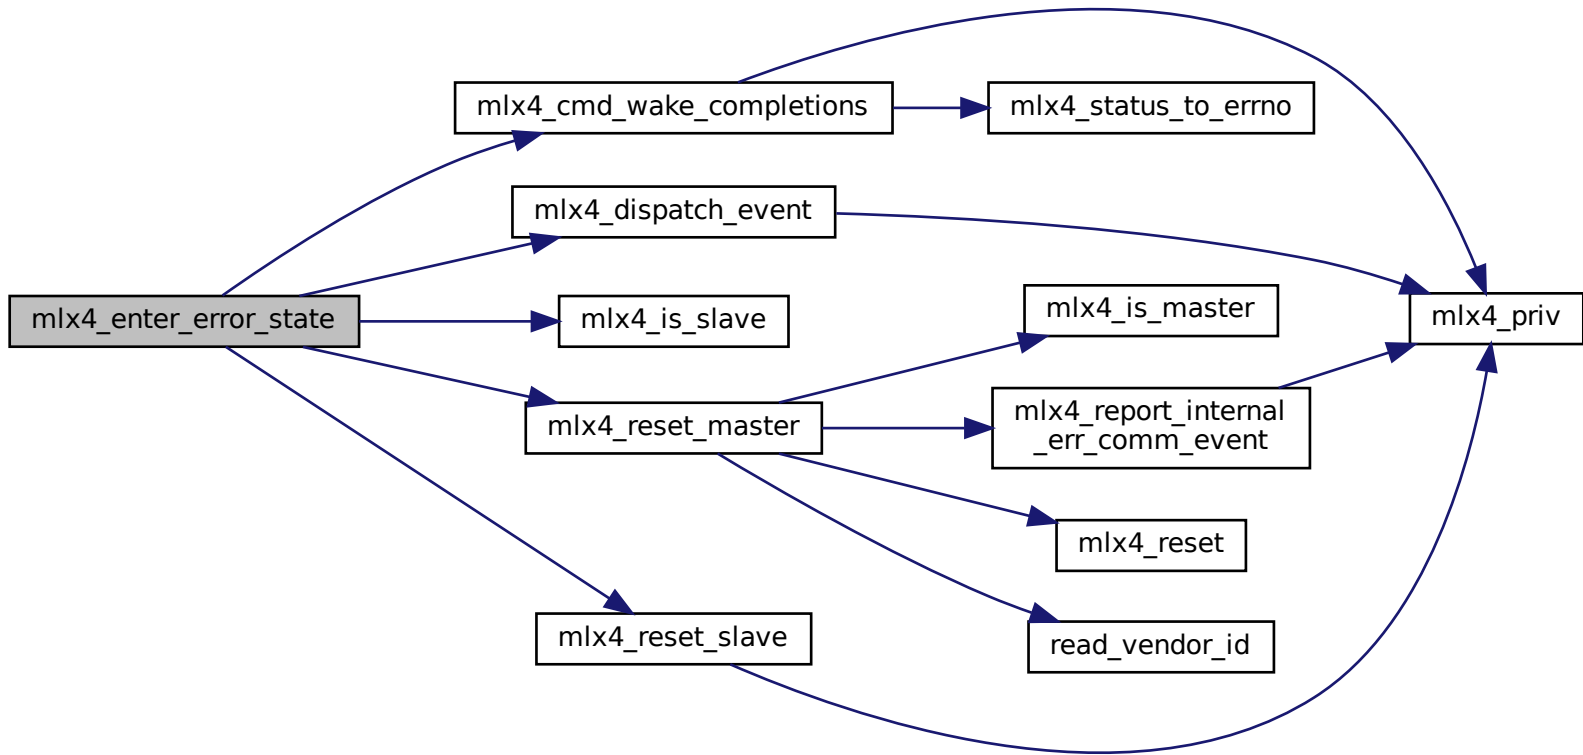 mlx4_cmd_wake_completions
mlx4_status_to_errno
mlx4_dispatch_event
mlx4_enter_error_state
mlx4_is_slave
mlx4_is_master
mlx4_priv
mlx4_reset_master
mlx4_report_internal
_err_comm_event
mlx4_reset
mlx4_reset_slave
read_vendor_id